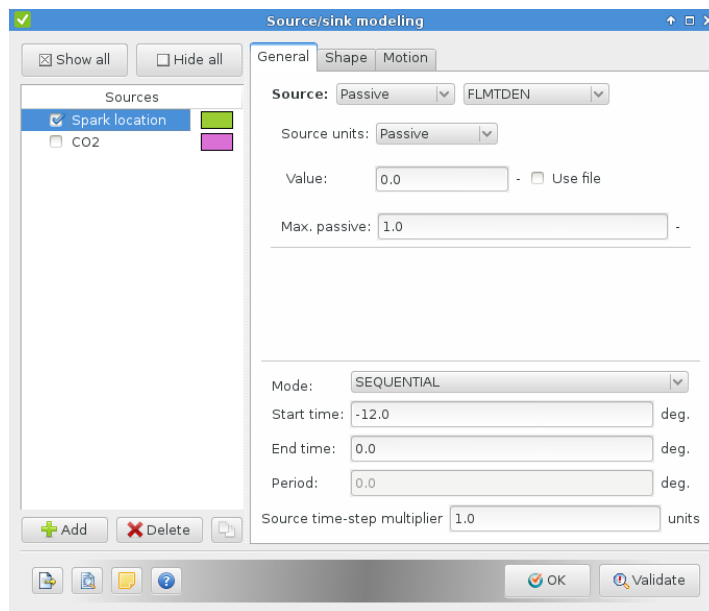 Source/sink modeling
Show all
Hide all
Sources
Spark location
CO2
Add
Delete
General
Shape
Motion
Source: Passive FLMTDEN
Source units: Passive
Value: 0.0 - Use file
Max. passive: 1.0 -
Mode: SEQUENTIAL
Start time: -12.0 deg.
End time: 0.0 deg.
Period: 0.0 deg.
Source time-step multiplier 1.0 units
OK
Validate